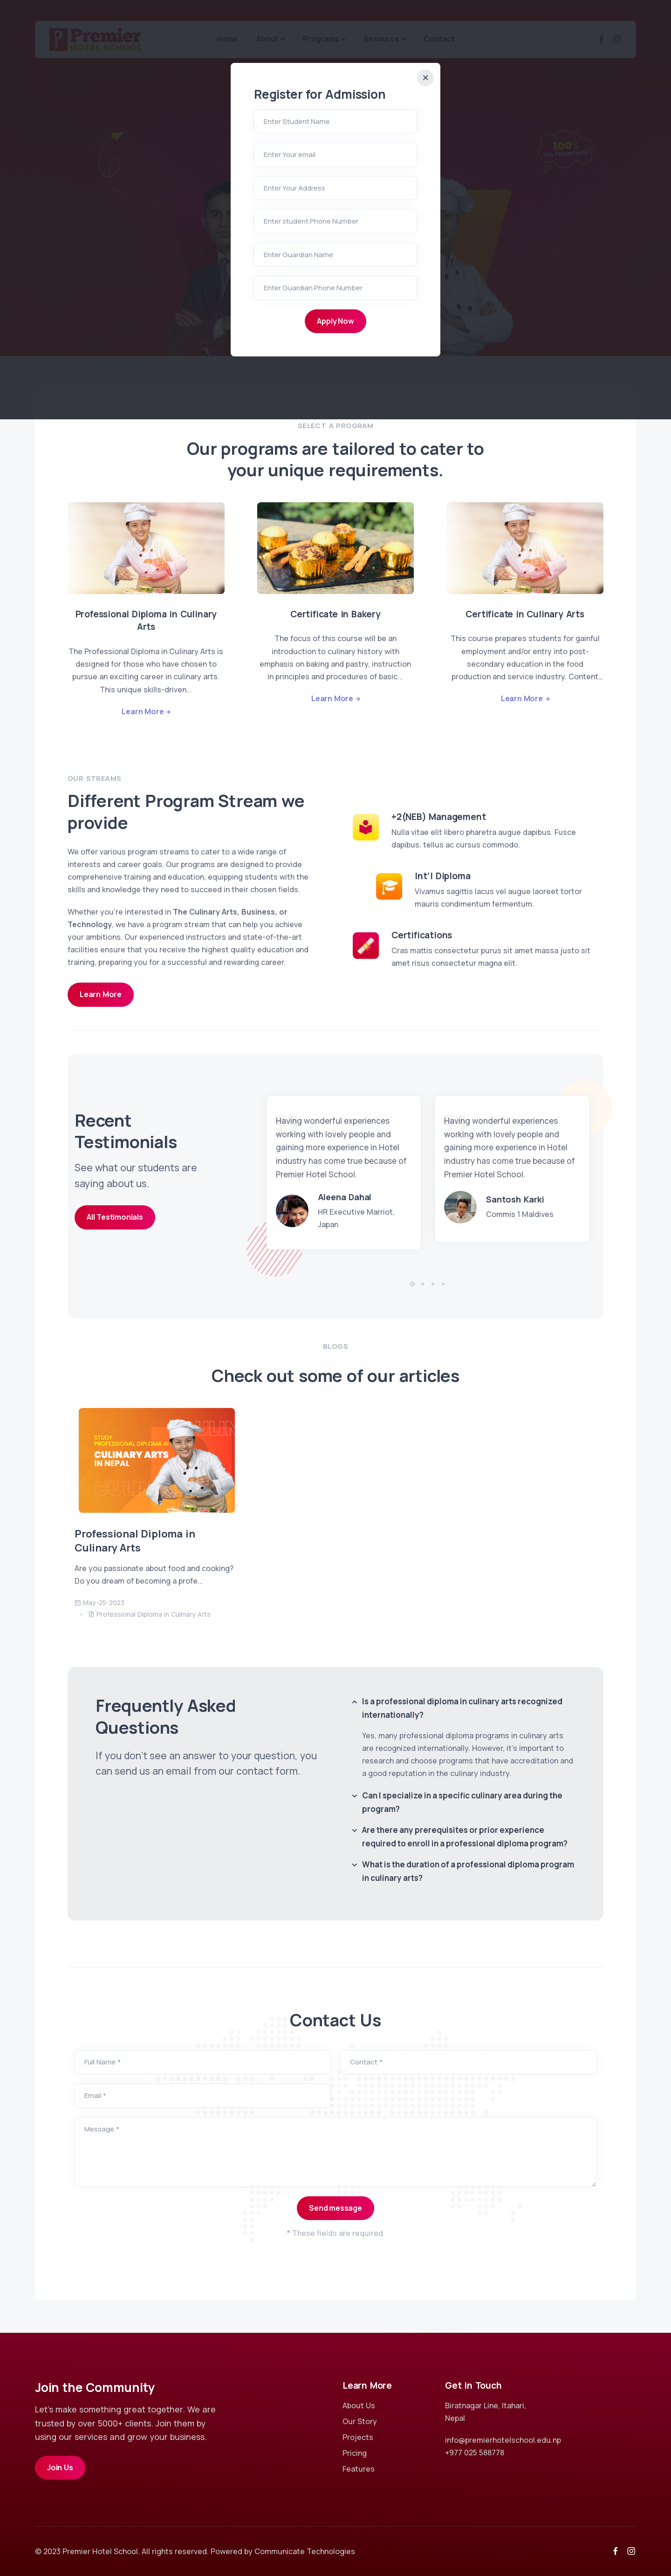 Premier
HOTEL SCHOOL
Home
About
Programs
Resource
Contact
Register for Admission
Enter Student Name
Enter Your email
Enter Your Address
Enter student Phone Number
Enter Guardian Name
Enter Guardian Phone Number
Apply Now
SELECT A PROGRAM
Our programs are tailored to cater to
your unique requirements.
Professional Diploma in Culinary
Arts
The Professional Diploma in Culinary Arts is
designed for those who have chosen to
pursue an exciting career in culinary arts.
This unique skills-driven...
Learn More
Certificate in Bakery
The focus of this course will be an
introduction to culinary history with
emphasis on baking and pastry, instruction
in principles and procedures of basic...
Learn More
Certificate in Culinary Arts
This course prepares students for gainful
employment and/or entry into post-
secondary education in the food
production and service industry. Content...
Learn More
OUR STREAMS
Different Program Stream we
provide
We offer various program streams to cater to a wide range of
interests and career goals. Our programs are designed to provide
comprehensive training and education, equipping students with the
skills and knowledge they need to succeed in their chosen fields.
Whether you're interested in The Culinary Arts, Business, or
Technology, we have a program stream that can help you achieve
your ambitions. Our experienced instructors and state-of-the-art
facilities ensure that you receive the highest quality education and
training, preparing you for a successful and rewarding career.
Learn More
+2(NEB) Management
Nulla vitae elit libero pharetra augue dapibus. Fusce
dapibus, tellus ac cursus commodo.
Int'l Diploma
Vivamus sagittis lacus vel augue laoreet tortor
mauris condimentum fermentum.
Certifications
Cras mattis consectetur purus sit amet massa justo sit
amet risus consectetur magna elit.
Recent
Testimonials
See what our students are
saying about us.
All Testimonials
Having wonderful experiences
working with lovely people and
gaining more experience in Hotel
industry has come true because of
Premier Hotel School.
Aleena Dahal
HR Executive Marriot,
Japan
Having wonderful experiences
working with lovely people and
gaining more experience in Hotel
industry has come true because of
Premier Hotel School.
Santosh Karki
Commis 1 Maldives
BLOGS
Check out some of our articles
STUDY
PROFESSIONAL DIPLOMA IN
CULINARY ARTS
IN NEPAL
Professional Diploma in
Culinary Arts
Are you passionate about food and cooking?
Do you dream of becoming a profe...
May-25-2023
Professional Diploma in Culinary Arts
Frequently Asked
Questions
If you don't see an answer to your question, you
can send us an email from our contact form.
Is a professional diploma in culinary arts recognized
internationally?
Yes, many professional diploma programs in culinary arts
are recognized internationally. However, it's important to
research and choose programs that have accreditation and
a good reputation in the culinary industry.
Can I specialize in a specific culinary area during the
program?
Are there any prerequisites or prior experience
required to enroll in a professional diploma program?
What is the duration of a professional diploma program
in culinary arts?
Contact Us
Full Name *
Contact *
Email *
Message *
Send message
* These fields are required.
Join the Community
Let's make something great together. We are
trusted by over 5000+ clients. Join them by
using our services and grow your business.
Join Us
Learn More
About Us
Our Story
Projects
Pricing
Features
Get in Touch
Biratnagar Line, Itahari,
Nepal
info@premierhotelschool.edu.np
+977 025 588778
© 2023 Premier Hotel School. All rights reserved. Powered by Communicate Technologies